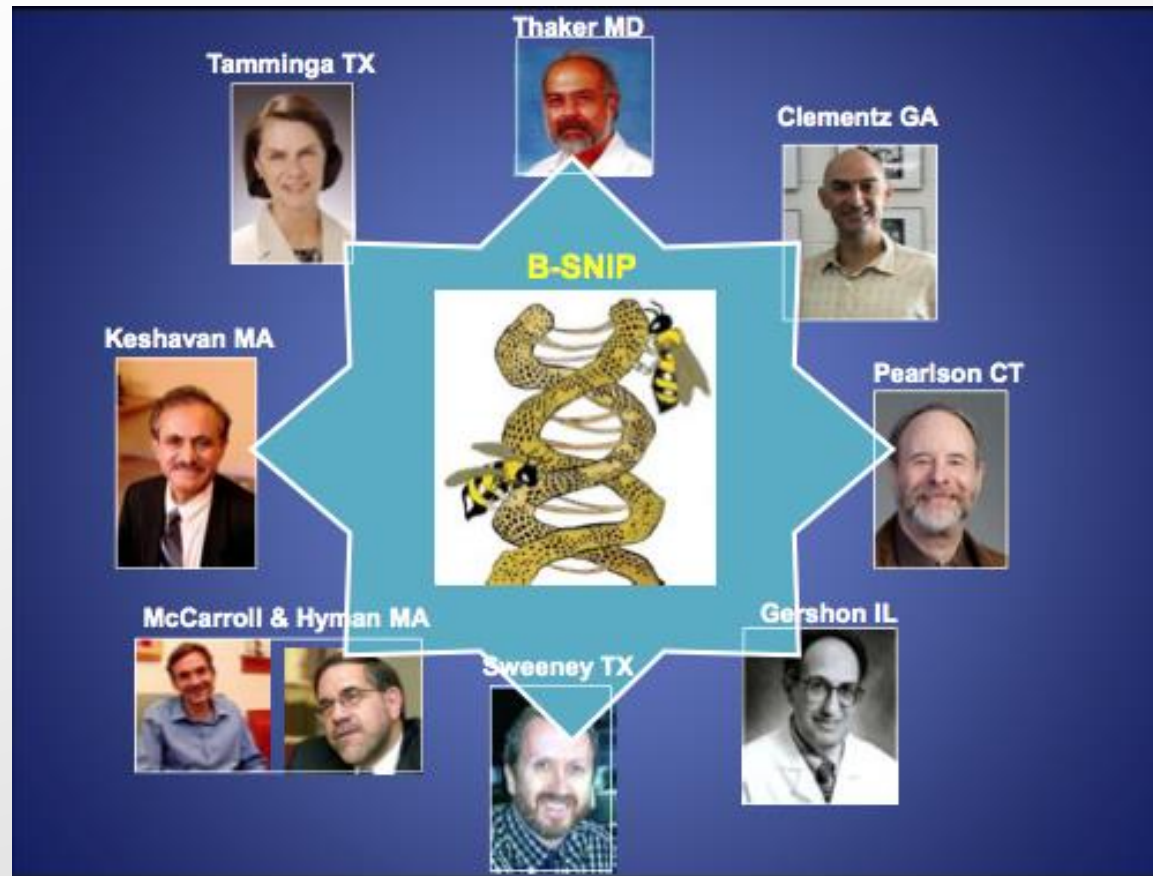 Thaker MD
Tamminga TX
Clementz GA
B-SNIP
Keshavan MA
Pearlson CT
McCarroll & Hyman MA
Gershon IL
Sweeney TX